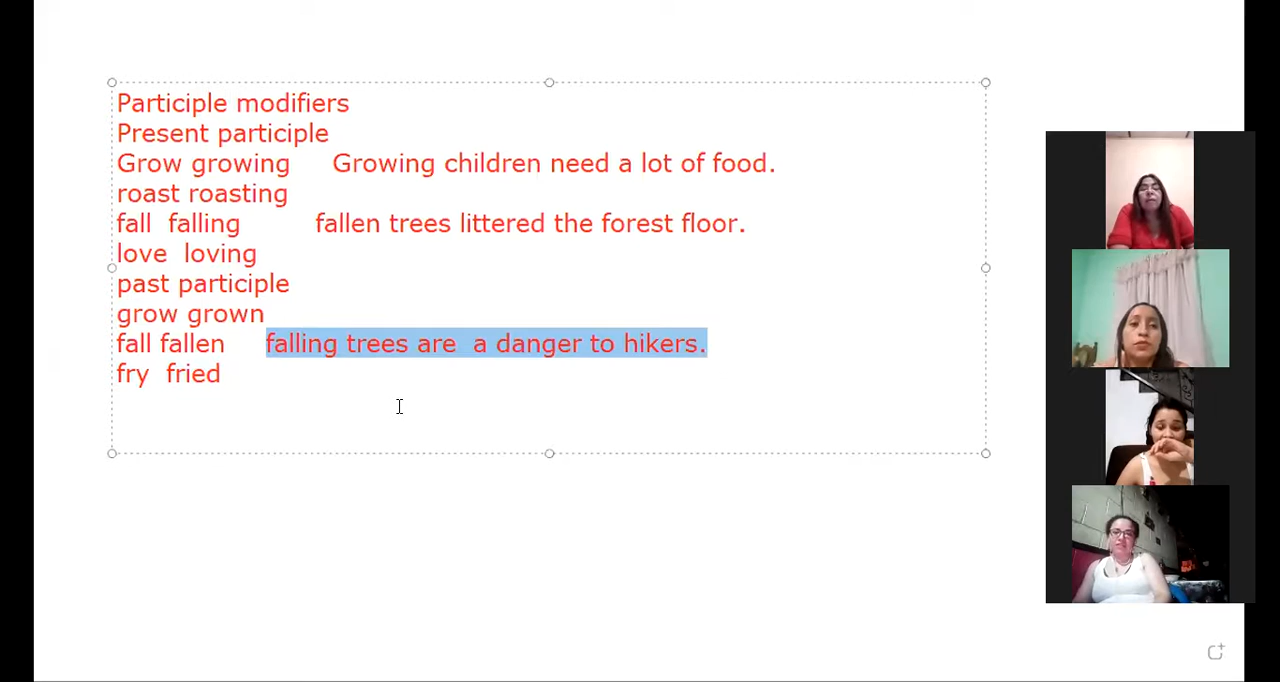 Participle modifiers
Present participle
Grow growing Growing children need a lot of food.
roast roasting
fall falling fallen trees littered the forest floor.
love loving
past participle
grow grown
fall fallen falling trees are a danger to hikers.
fry fried